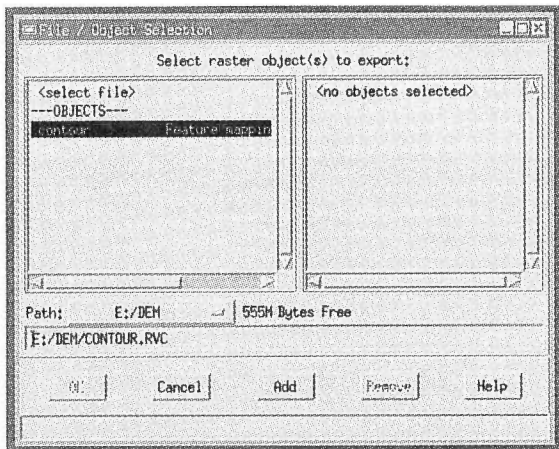 File / Object Selection
Select raster object(s) to export:
<select file>
---OBJECTS---
contour Feature mappin
<no objects selected>
Path: E:/DEM 555M Bytes Free
E:/DEM/CONTOUR.RVC
OK Cancel Add Remove Help